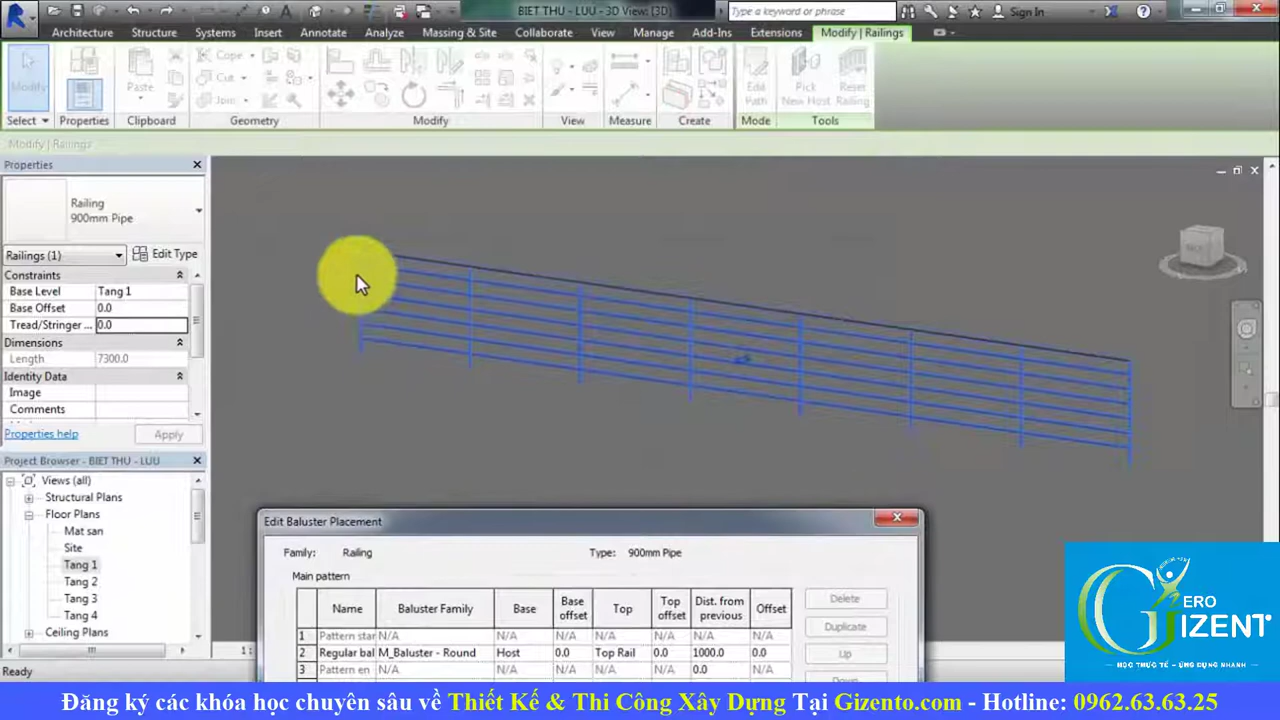 BIET THU - LUU - 3D View: {3D}
Type a keyword or phrase
Sign In
Architecture Structure Systems Insert Annotate Analyze Massing & Site Collaborate View Manage Add-Ins Extensions Modify | Railings
Modify
Paste
Cope
Cut
Join
Edit Path
Pick New Host
Reset Railing
Select Properties Clipboard Geometry Modify View Measure Create Mode Tools
Modify | Railings
Properties
Railing
900mm Pipe
Railings (1)
Edit Type
Constraints
Base Level Tang 1
Base Offset 0.0
Tread/Stringer ... 0.0
Dimensions
Length 7300.0
Identity Data
Image
Comments
Properties help
Apply
Project Browser - BIET THU - LUU
Views (all)
Structural Plans
Floor Plans
Mat san
Site
Tang 1
Tang 2
Tang 3
Tang 4
Ceiling Plans
Ready
1 :
Edit Baluster Placement
Family: Railing Type: 900mm Pipe
Main pattern
Name Baluster Family Base Base offset Top Top offset Dist. from previous Offset
1 Pattern star N/A N/A N/A N/A N/A N/A N/A
2 Regular bal M_Baluster - Round Host 0.0 Top Rail 0.0 1000.0 0.0
3 Pattern en N/A N/A N/A N/A N/A 0.0 N/A
Delete
Duplicate
Up
Down
GERO
GIZENT
HỌC THỰC TẾ - ỨNG DỤNG NHANH
Đăng ký các khóa học chuyên sâu về Thiết Kế & Thi Công Xây Dựng Tại Gizento.com - Hotline: 0962.63.63.25